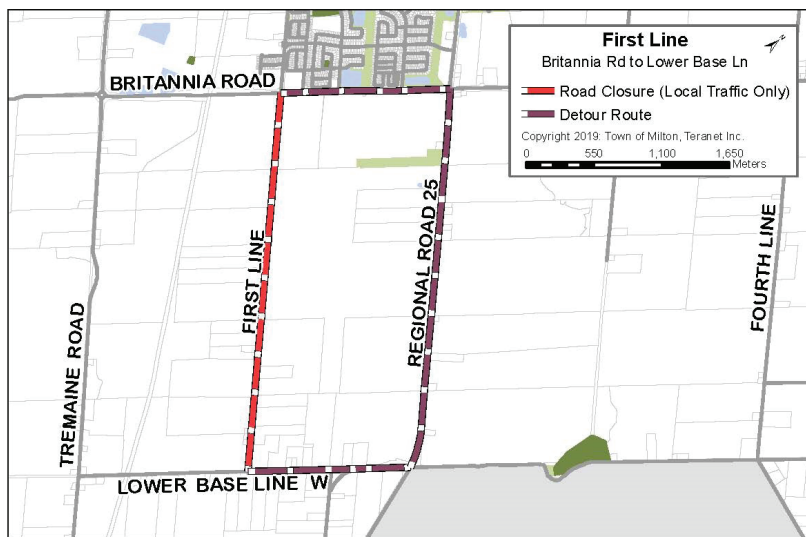 First Line
Britannia Rd to Lower Base Ln
Road Closure (Local Traffic Only)
Detour Route
Copyright 2019: Town of Milton, Teranet Inc.
0 550 1,100 1,650
Meters
BRITANNIA ROAD
TREMAINE ROAD
FIRST LINE
REGIONAL ROAD 25
FOURTH LINE
LOWER BASE LINE W